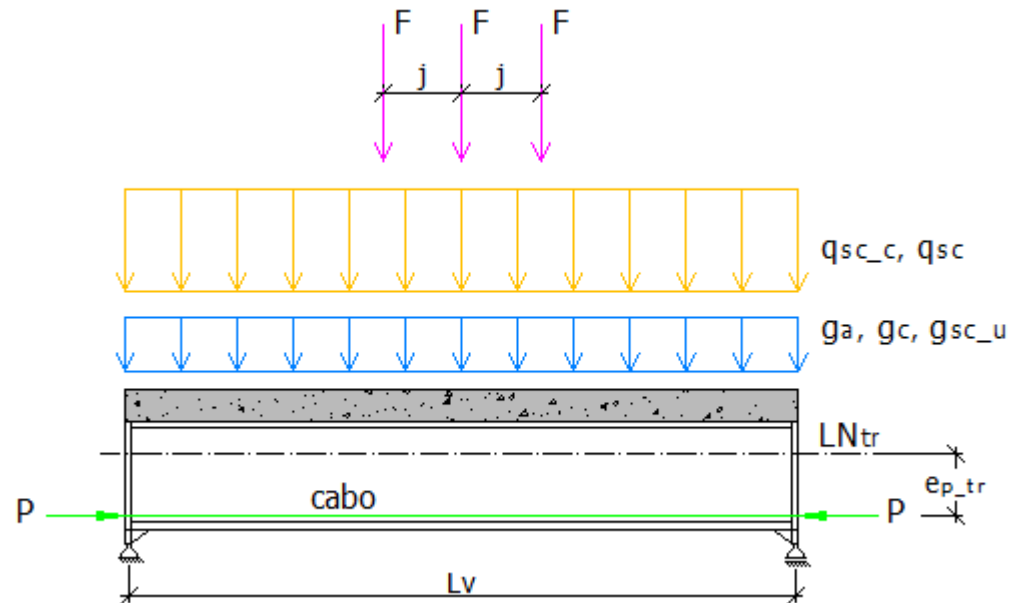 F F F
j j
qsc_c, qsc
ga, gc, gsc_u
LNtr
ep_tr
P cabo P
Lv